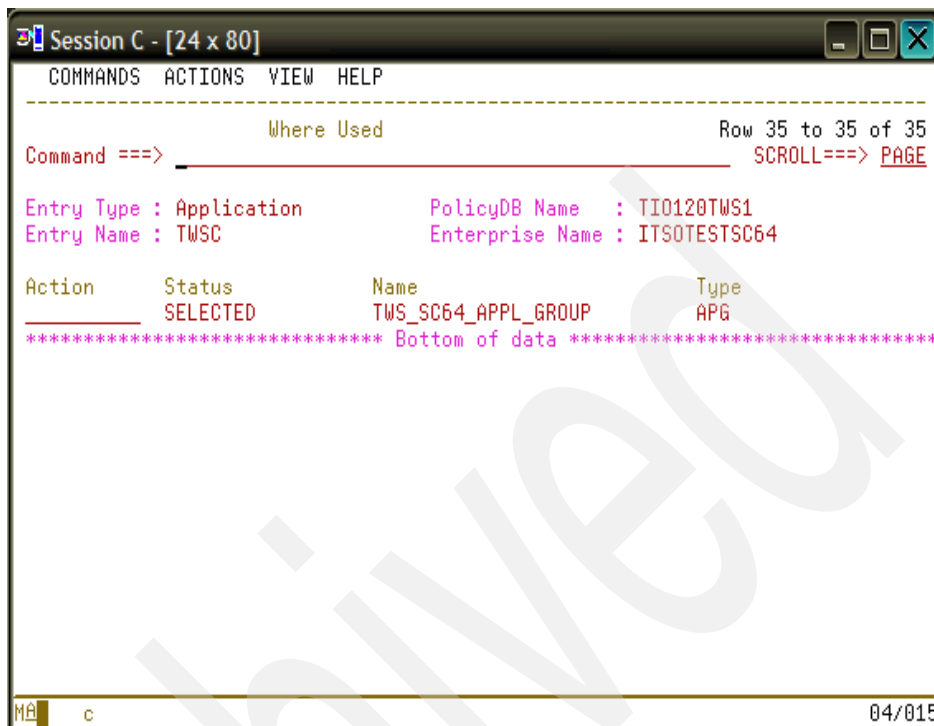 Session C - [24 x 80]
COMMANDS ACTIONS VIEW HELP
--------------------------------------------------------------------------------
Where Used Row 35 to 35 of 35
Command ===> SCROLL===> PAGE
Entry Type : Application PolicyDB Name : TIO120TWS1
Entry Name : TWSC Enterprise Name : ITSOTESTSC64
Action Status Name Type
SELECTED TWS_SC64_APPL_GROUP APG
******************************* Bottom of data ********************************
MA c 04/015
hived